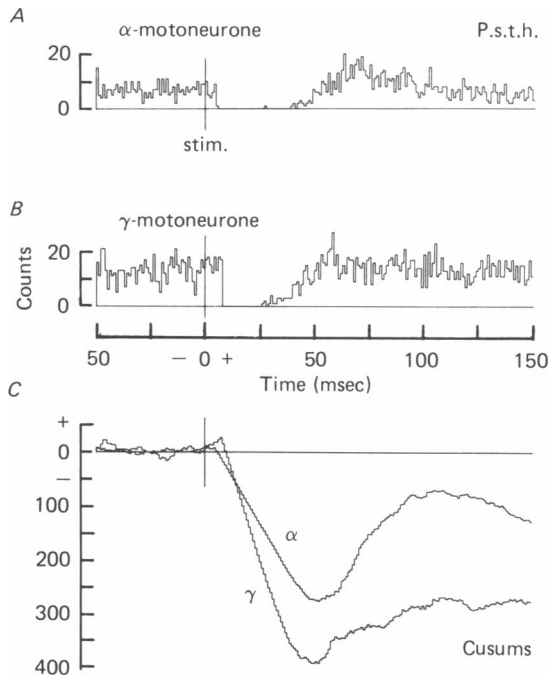 A
α-motoneurone P.s.t.h.
20
0
stim.
B
γ-motoneurone
Counts
20
0
50 − 0 + 50 100 150
Time (msec)
C
+
0
−
100
α
200
γ
300
Cusums
400